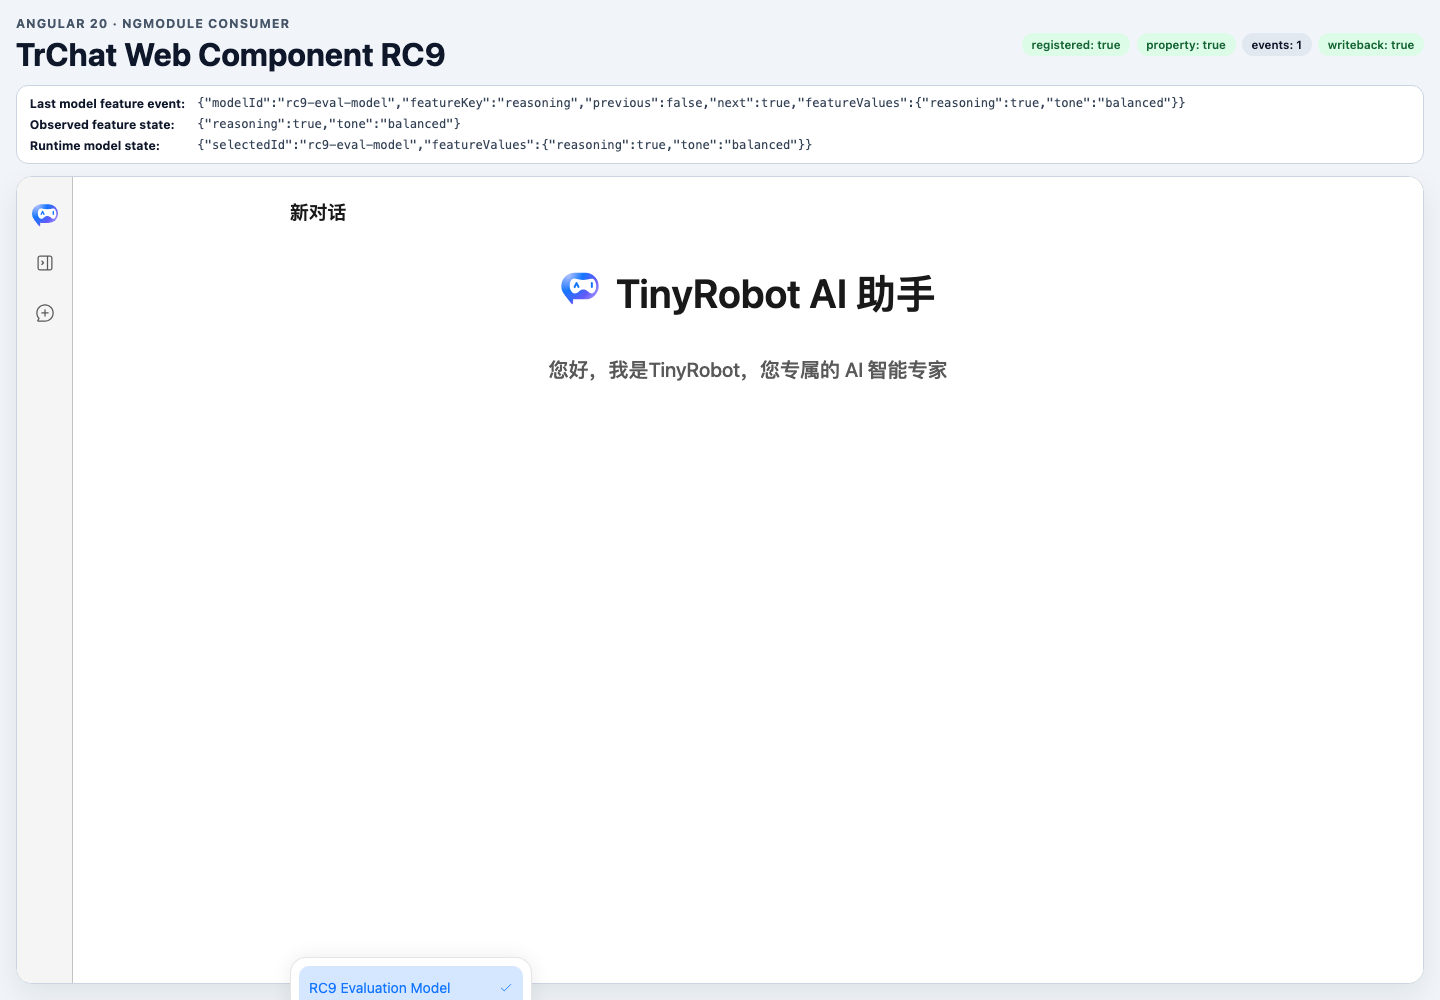 ANGULAR 20 · NGMODULE CONSUMER
TrChat Web Component RC9
registered: true
property: true
events: 1
writeback: true
Last model feature event: {"modelId":"rc9-eval-model","featureKey":"reasoning","previous":false,"next":true,"featureValues":{"reasoning":true,"tone":"balanced"}}
Observed feature state: {"reasoning":true,"tone":"balanced"}
Runtime model state: {"selectedId":"rc9-eval-model","featureValues":{"reasoning":true,"tone":"balanced"}}
新对话
TinyRobot AI 助手
您好，我是TinyRobot，您专属的 AI 智能专家
RC9 Evaluation Model